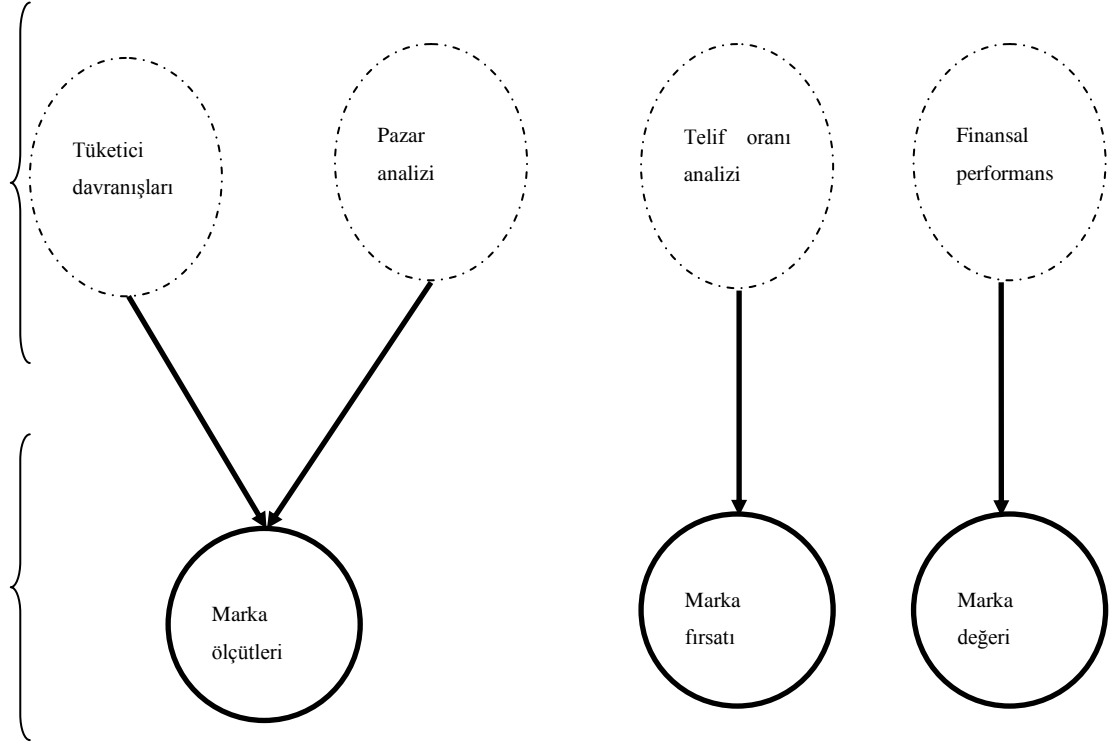 Tüketici
davranışları
Pazar
analizi
Telif oranı
analizi
Finansal
performans
Marka
ölçütleri
Marka
fırsatı
Marka
değeri